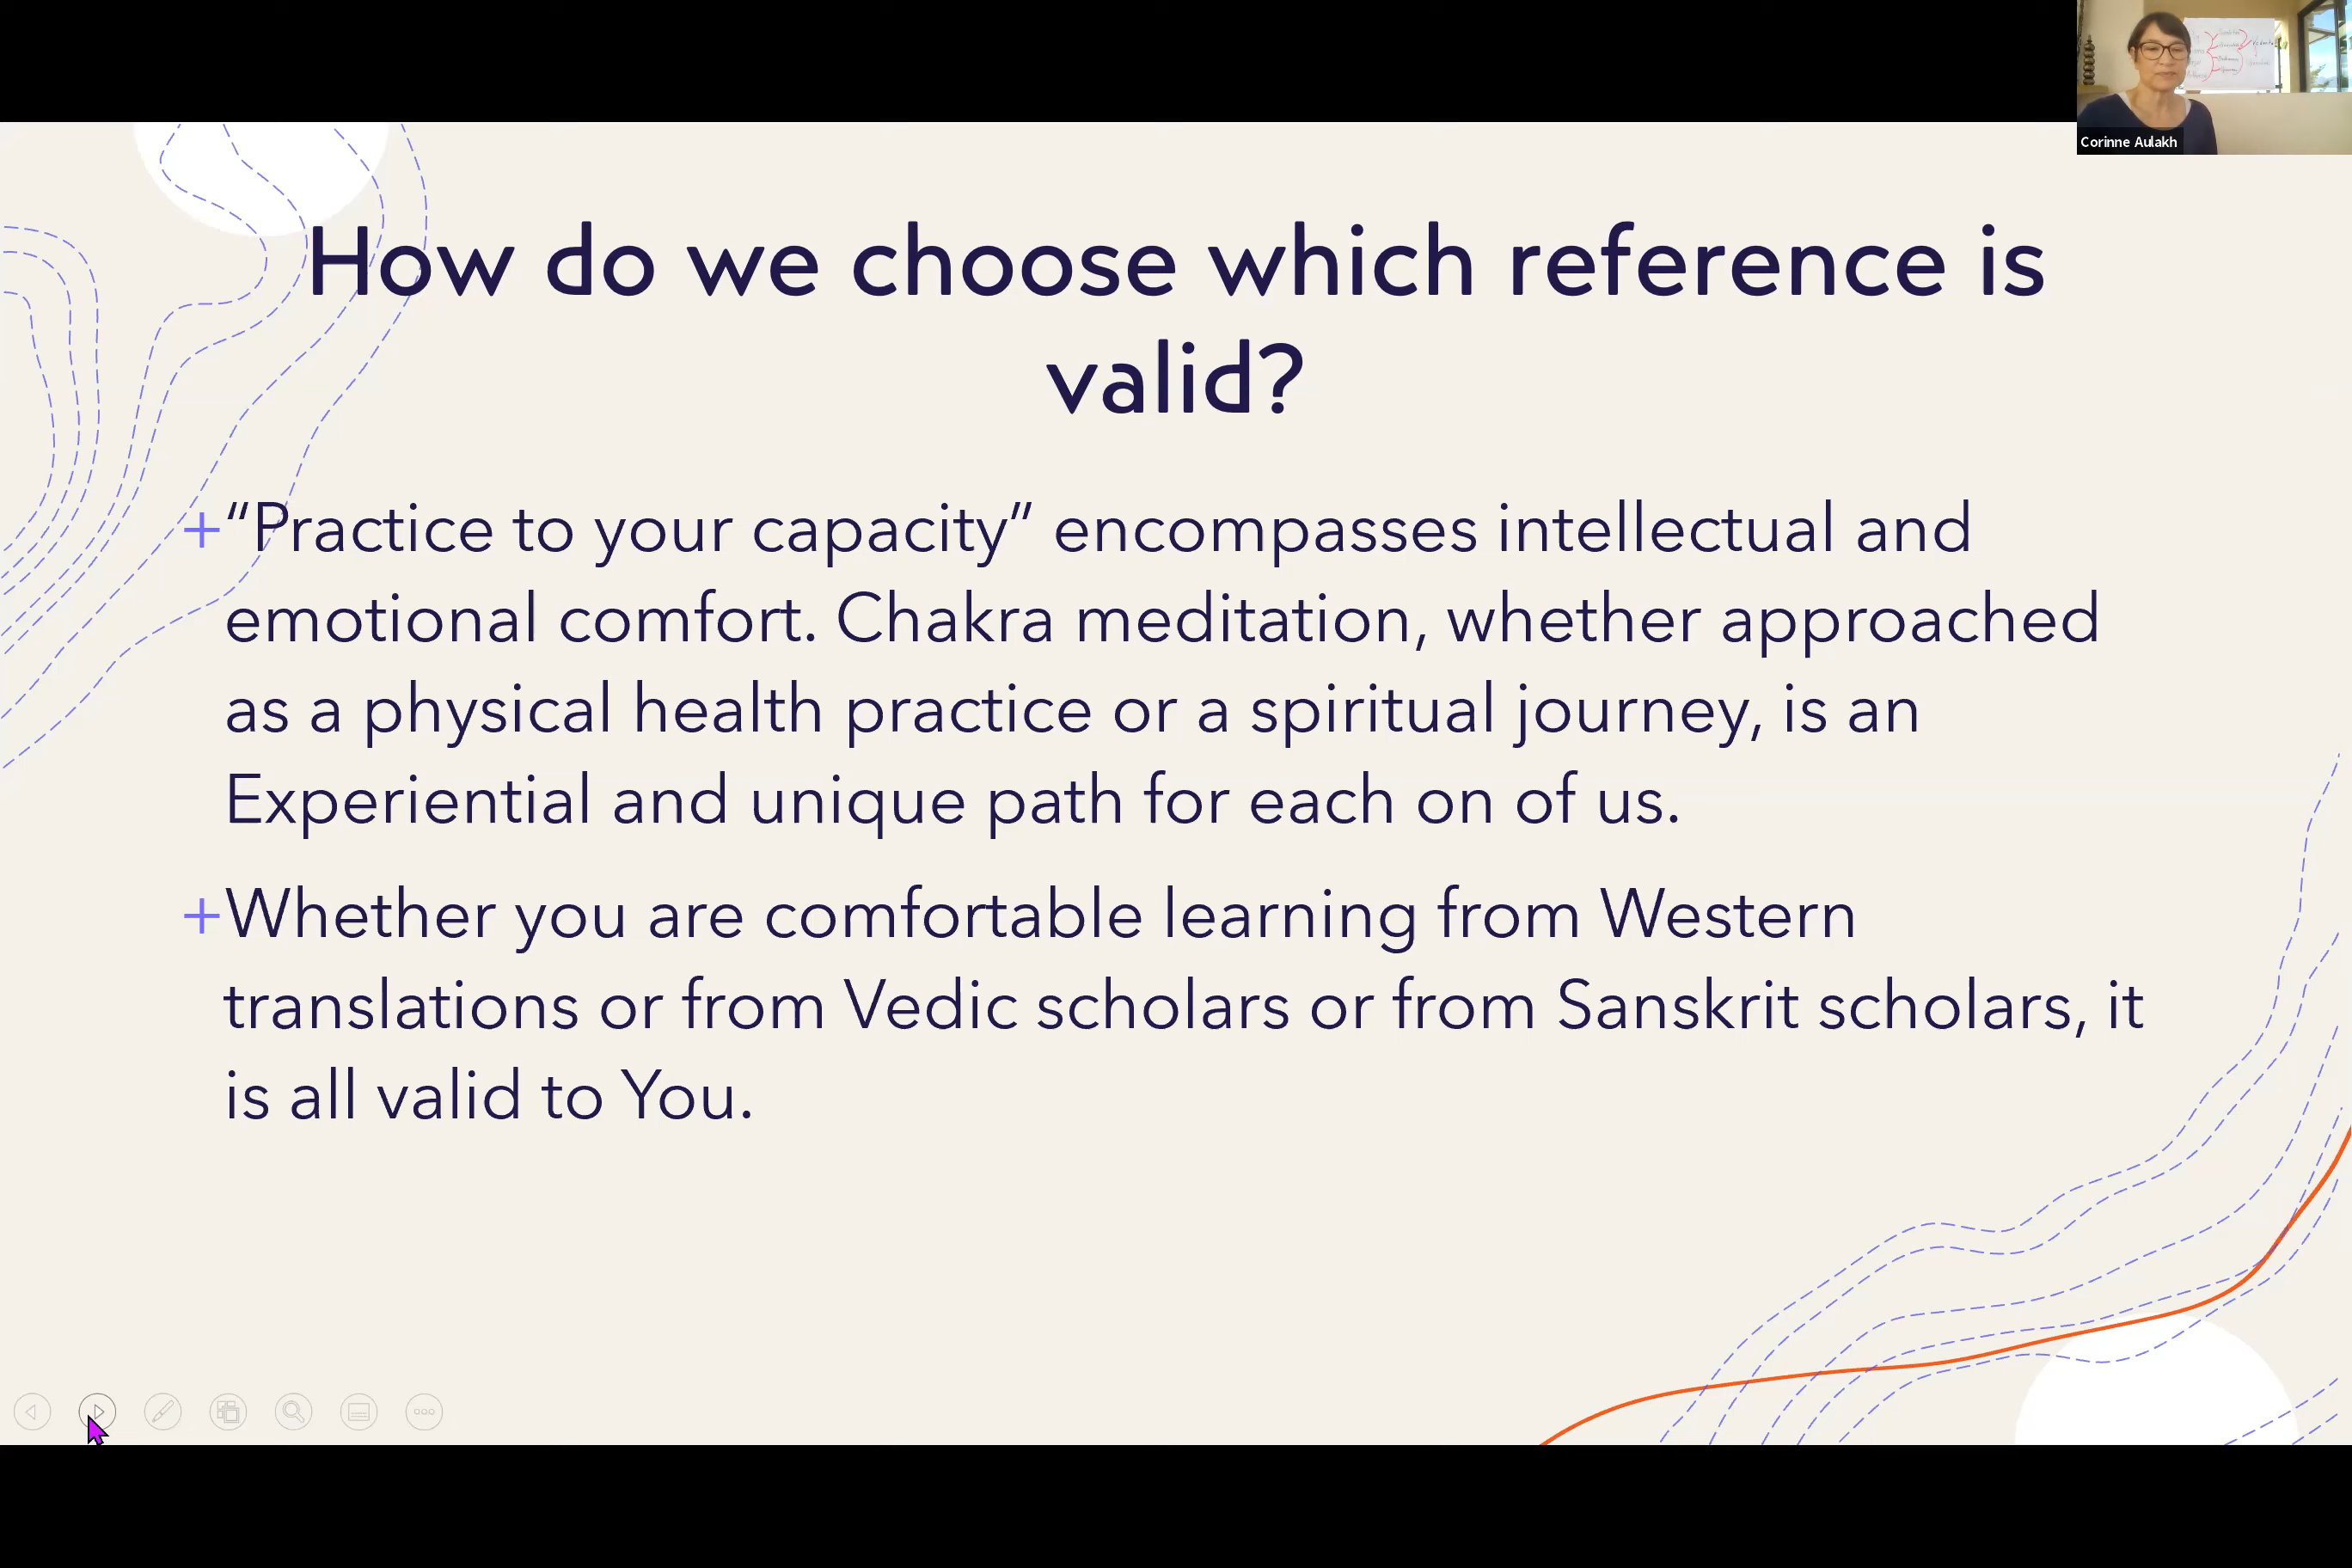 Corinne Aulakh
How do we choose which reference is
valid?
+“Practice to your capacity” encompasses intellectual and
emotional comfort. Chakra meditation, whether approached
as a physical health practice or a spiritual journey, is an
Experiential and unique path for each on of us.
+Whether you are comfortable learning from Western
translations or from Vedic scholars or from Sanskrit scholars, it
is all valid to You.